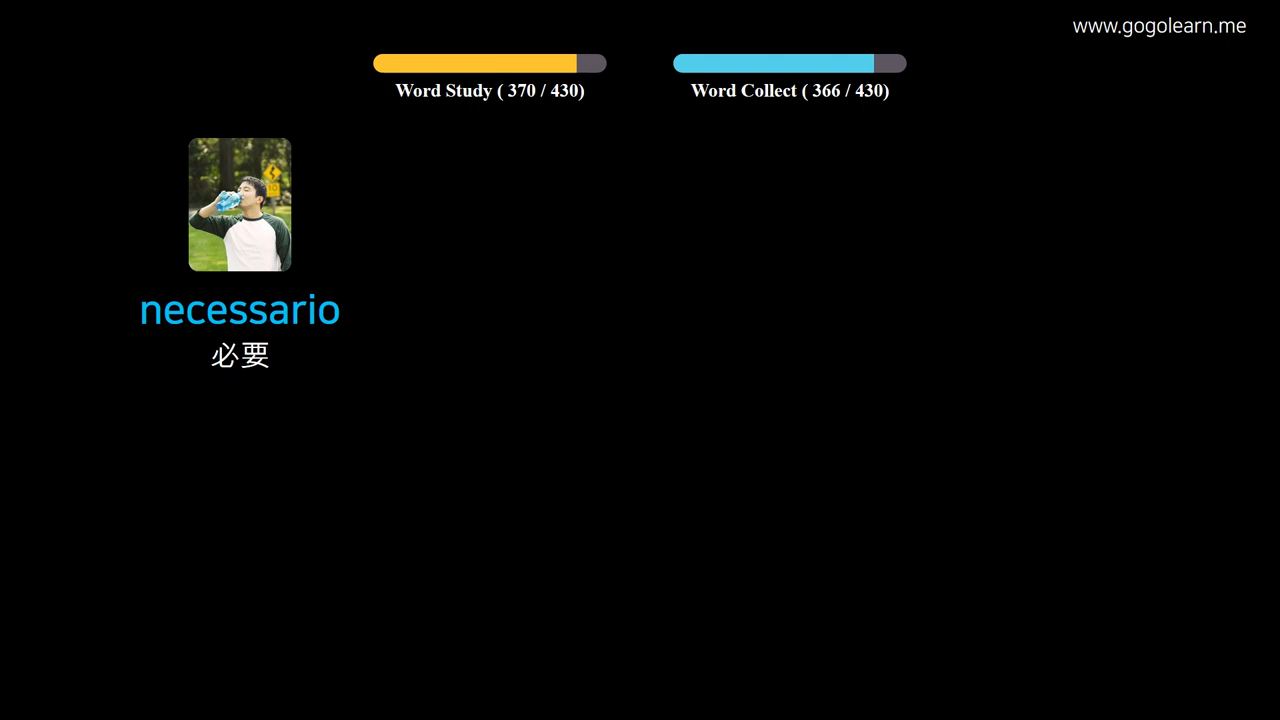 www.gogolearn.me
Word Study ( 370 / 430)
Word Collect ( 366 / 430)
necessario
必要